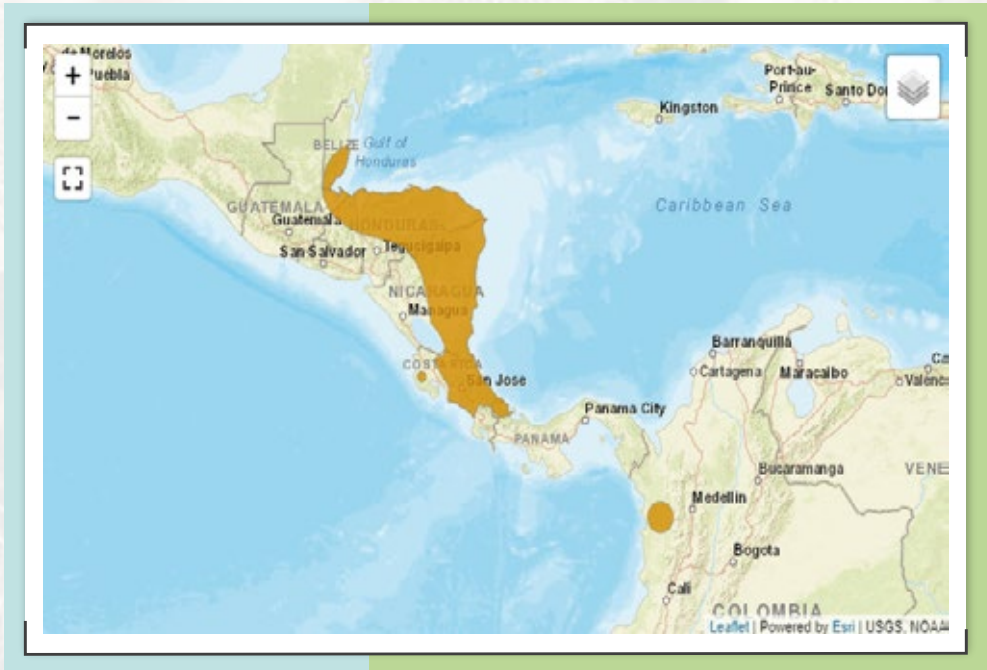 de Morelos
Puebla
+
−
Port-au-
Prince
Santo Do
Kingston
BELIZE
Gulf of
Honduras
GUATEMALA
Guatemala
HONDURAS
Caribbean Sea
San Salvador
Tegucigalpa
NICARAGUA
Managua
Barranquilla
COSTA RICA
San Jose
Cartagena
Maracaibo
Ca
Valenc
Panama City
PANAMA
Bucaramanga
VENE
Medellin
Bogota
Cali
COLOMBIA
Leaflet | Powered by Esri | USGS, NOAA